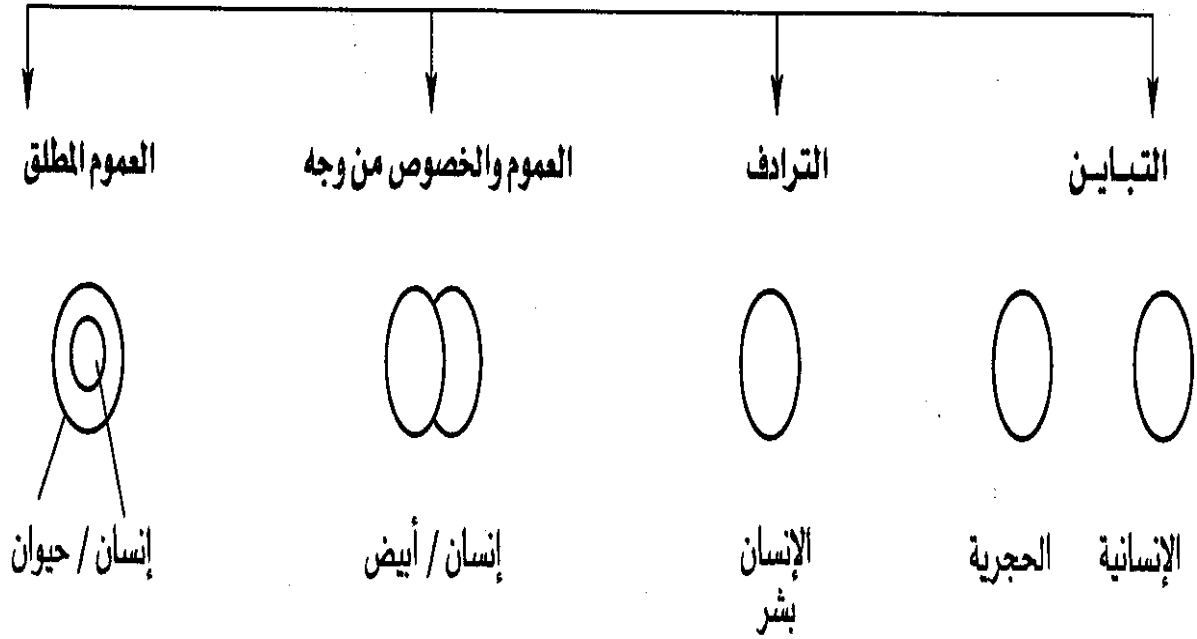 التباين
الترادف
العموم والخصوص من وجه
العموم المطلق
الإنسانية
الحجرية
الإنسان
بشر
إنسان / أبيض
إنسان / حيوان